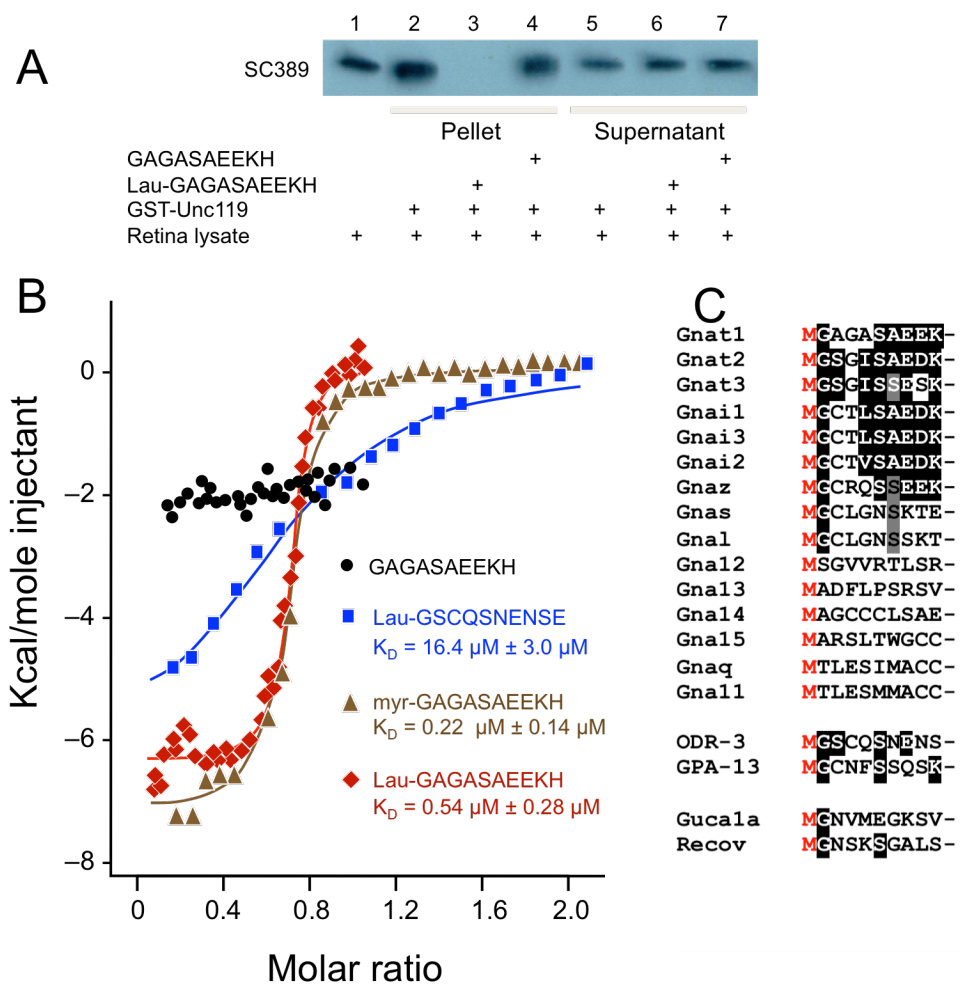 A
1 2 3 4 5 6 7
SC389
Pellet Supernatant
GAGASAEEKH +
Lau-GAGASAEEKH + +
GST-Unc119 + + + + + +
Retina lysate + + + + + + +
B
Kcal/mole injectant
0
–2
–4
–6
–8
GAGASAEEKH
Lau-GSCQSNENSE
KD = 16.4 µM ± 3.0 µM
myr-GAGASAEEKH
KD = 0.22 µM ± 0.14 µM
Lau-GAGASAEEKH
KD = 0.54 µM ± 0.28 µM
0 0.4 0.8 1.2 1.6 2.0
Molar ratio
C
Gnat1 MGAGASAEEK-
Gnat2 MGSGISAEDK-
Gnat3 MGSGISSESK-
Gnai1 MGCTLSAEDK-
Gnai3 MGCTLSAEDK-
Gnai2 MGCTVSAEDK-
Gnaz MGCRQSSEEK-
Gnas MGCLGNSKTE-
Gnal MGCLGNSSKT-
Gna12 MSGVVRTLSR-
Gna13 MADFLPSRSV-
Gna14 MAGCCCLSAE-
Gna15 MARSLTWGCC-
Gnaq MTLESIMACC-
Gna11 MTLESMMACC-
ODR-3 MGSCQSNENS-
GPA-13 MGCNFSSQSK-
Guca1a MGNVMEGKSV-
Recov MGNSKSGALS-